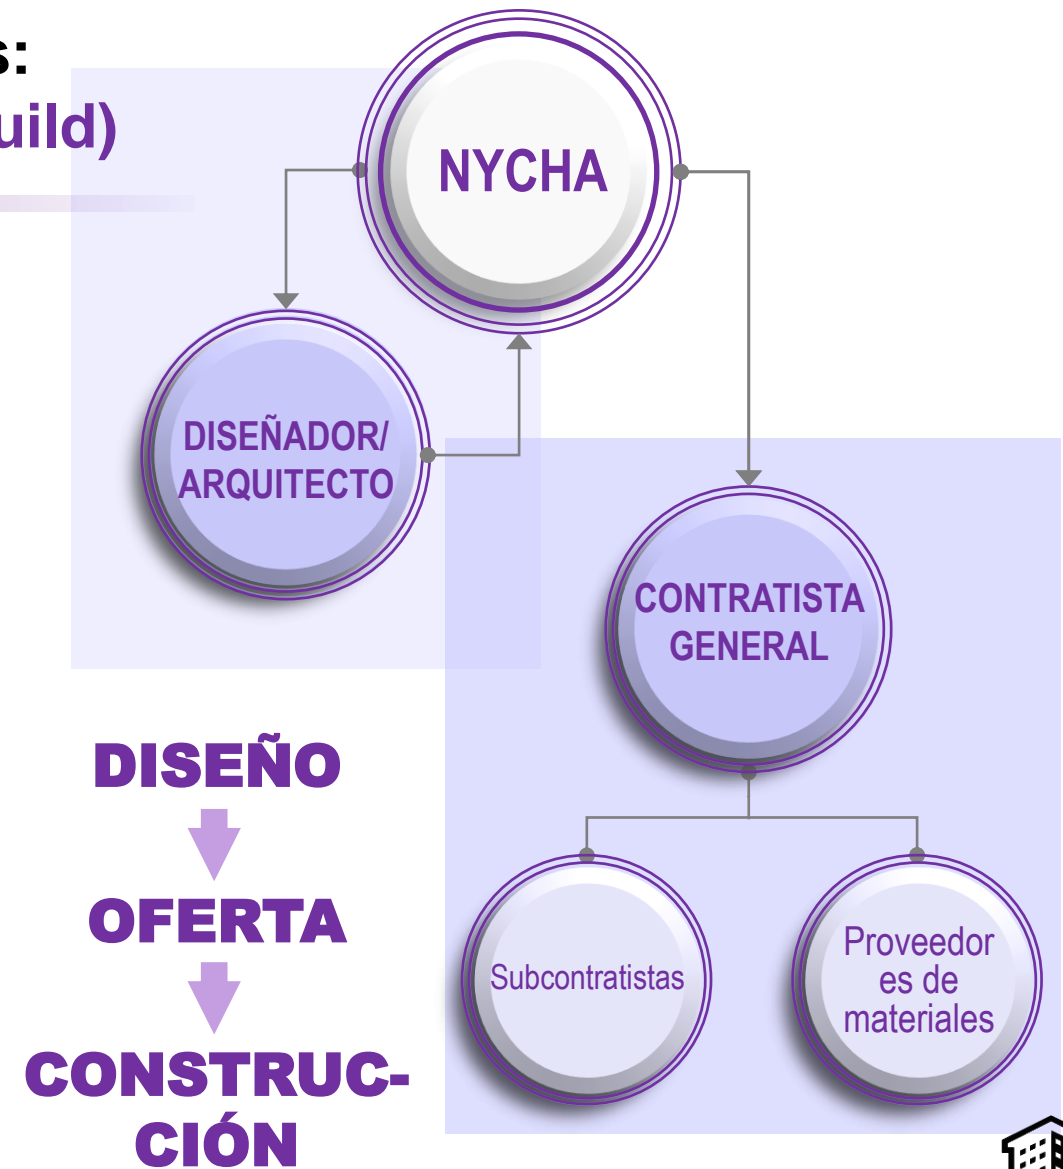 s:
uild)
NYCHA
DISEÑADOR/
ARQUITECTO
CONTRATISTA
GENERAL
DISEÑO
OFERTA
CONSTRUC-
CIÓN
Subcontratistas
Proveedor
es de
materiales